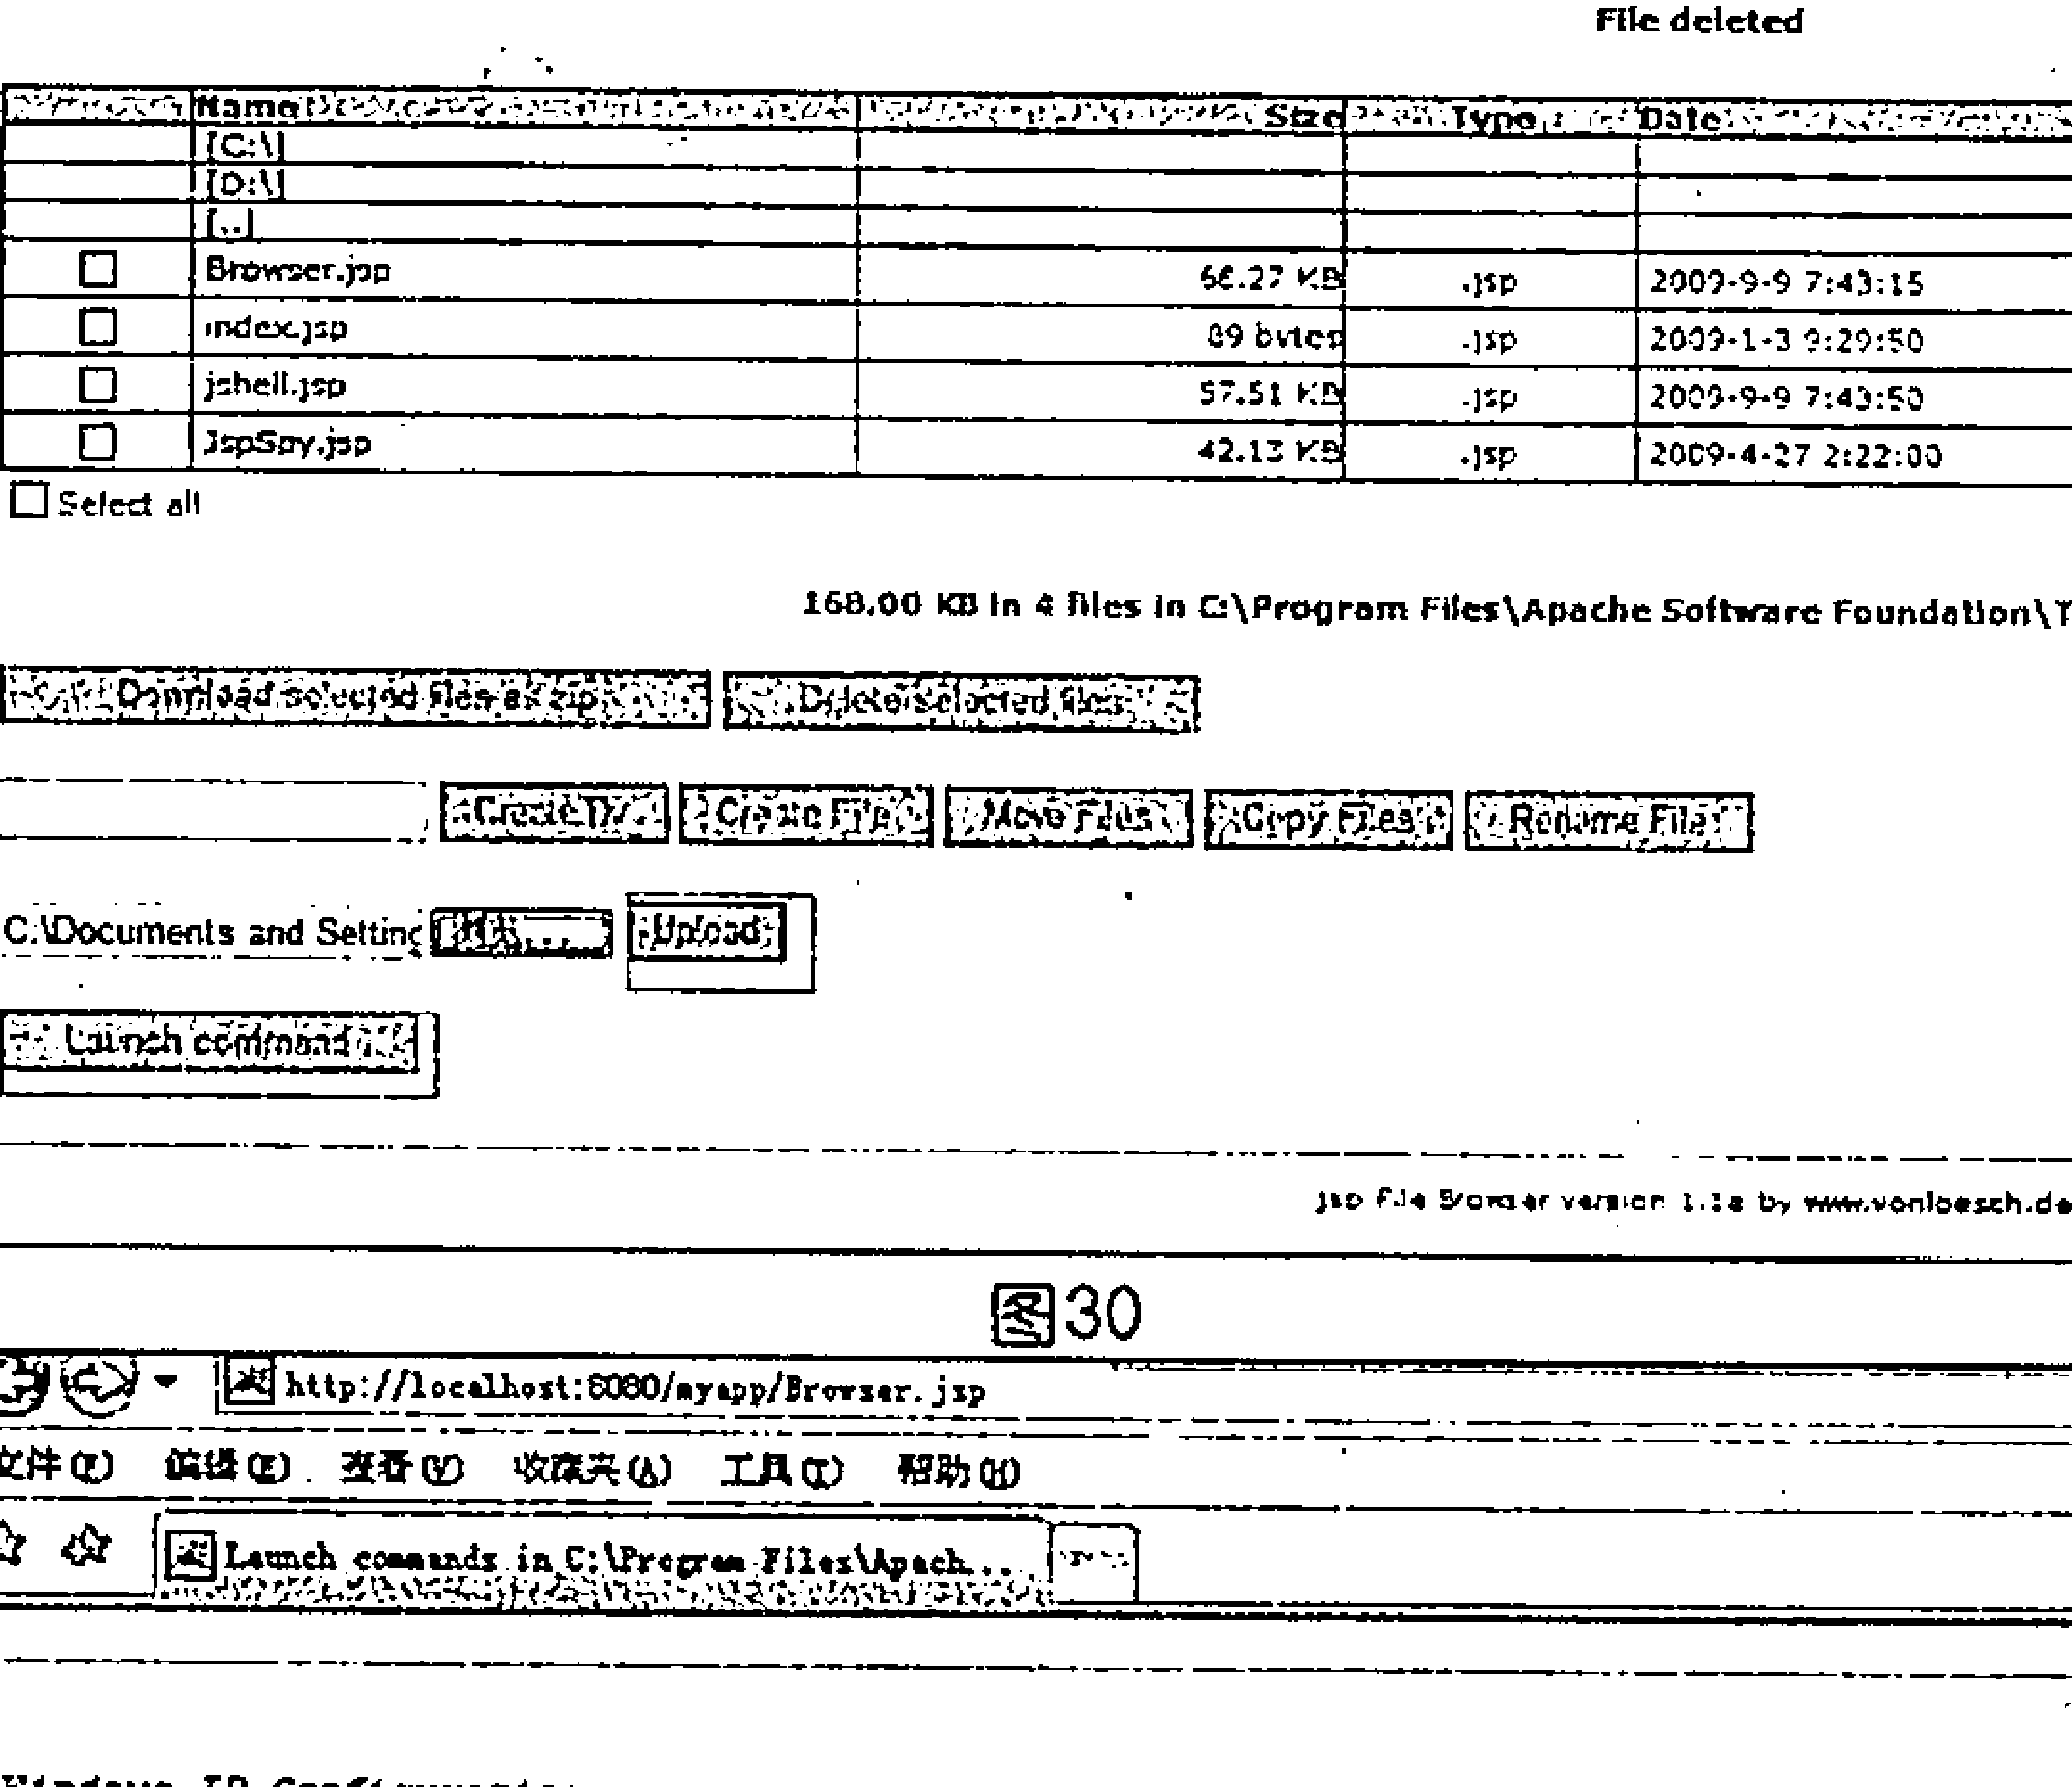 File deleted
Name Size Type Date
[C:\]
[D:\]
[..]
Browser.jsp 66.27 KB .jsp 2009-9-9 7:43:15
index.jsp 89 bytes .jsp 2009-1-3 9:29:50
jshell.jsp 57.51 KB .jsp 2009-9-9 7:43:50
JspSpy.jsp 42.13 KB .jsp 2009-4-27 2:22:00
Select all
168.00 KB in 4 files in C:\Program Files\Apache Software Foundation\T
Download selected files as zip Delete selected files
Create Dir Create File Move Files Copy Files Rename File
C:\Documents and Setting Upload
Launch command
jsp File Browser version 1.1a by www.vonloesch.de
图30
http://localhost:8080/myapp/Browser.jsp
文件(F) 编辑(E) 查看(V) 收藏夹(A) 工具(T) 帮助(H)
Launch commands in C:\Program Files\Apach...
Windows IP Configuration